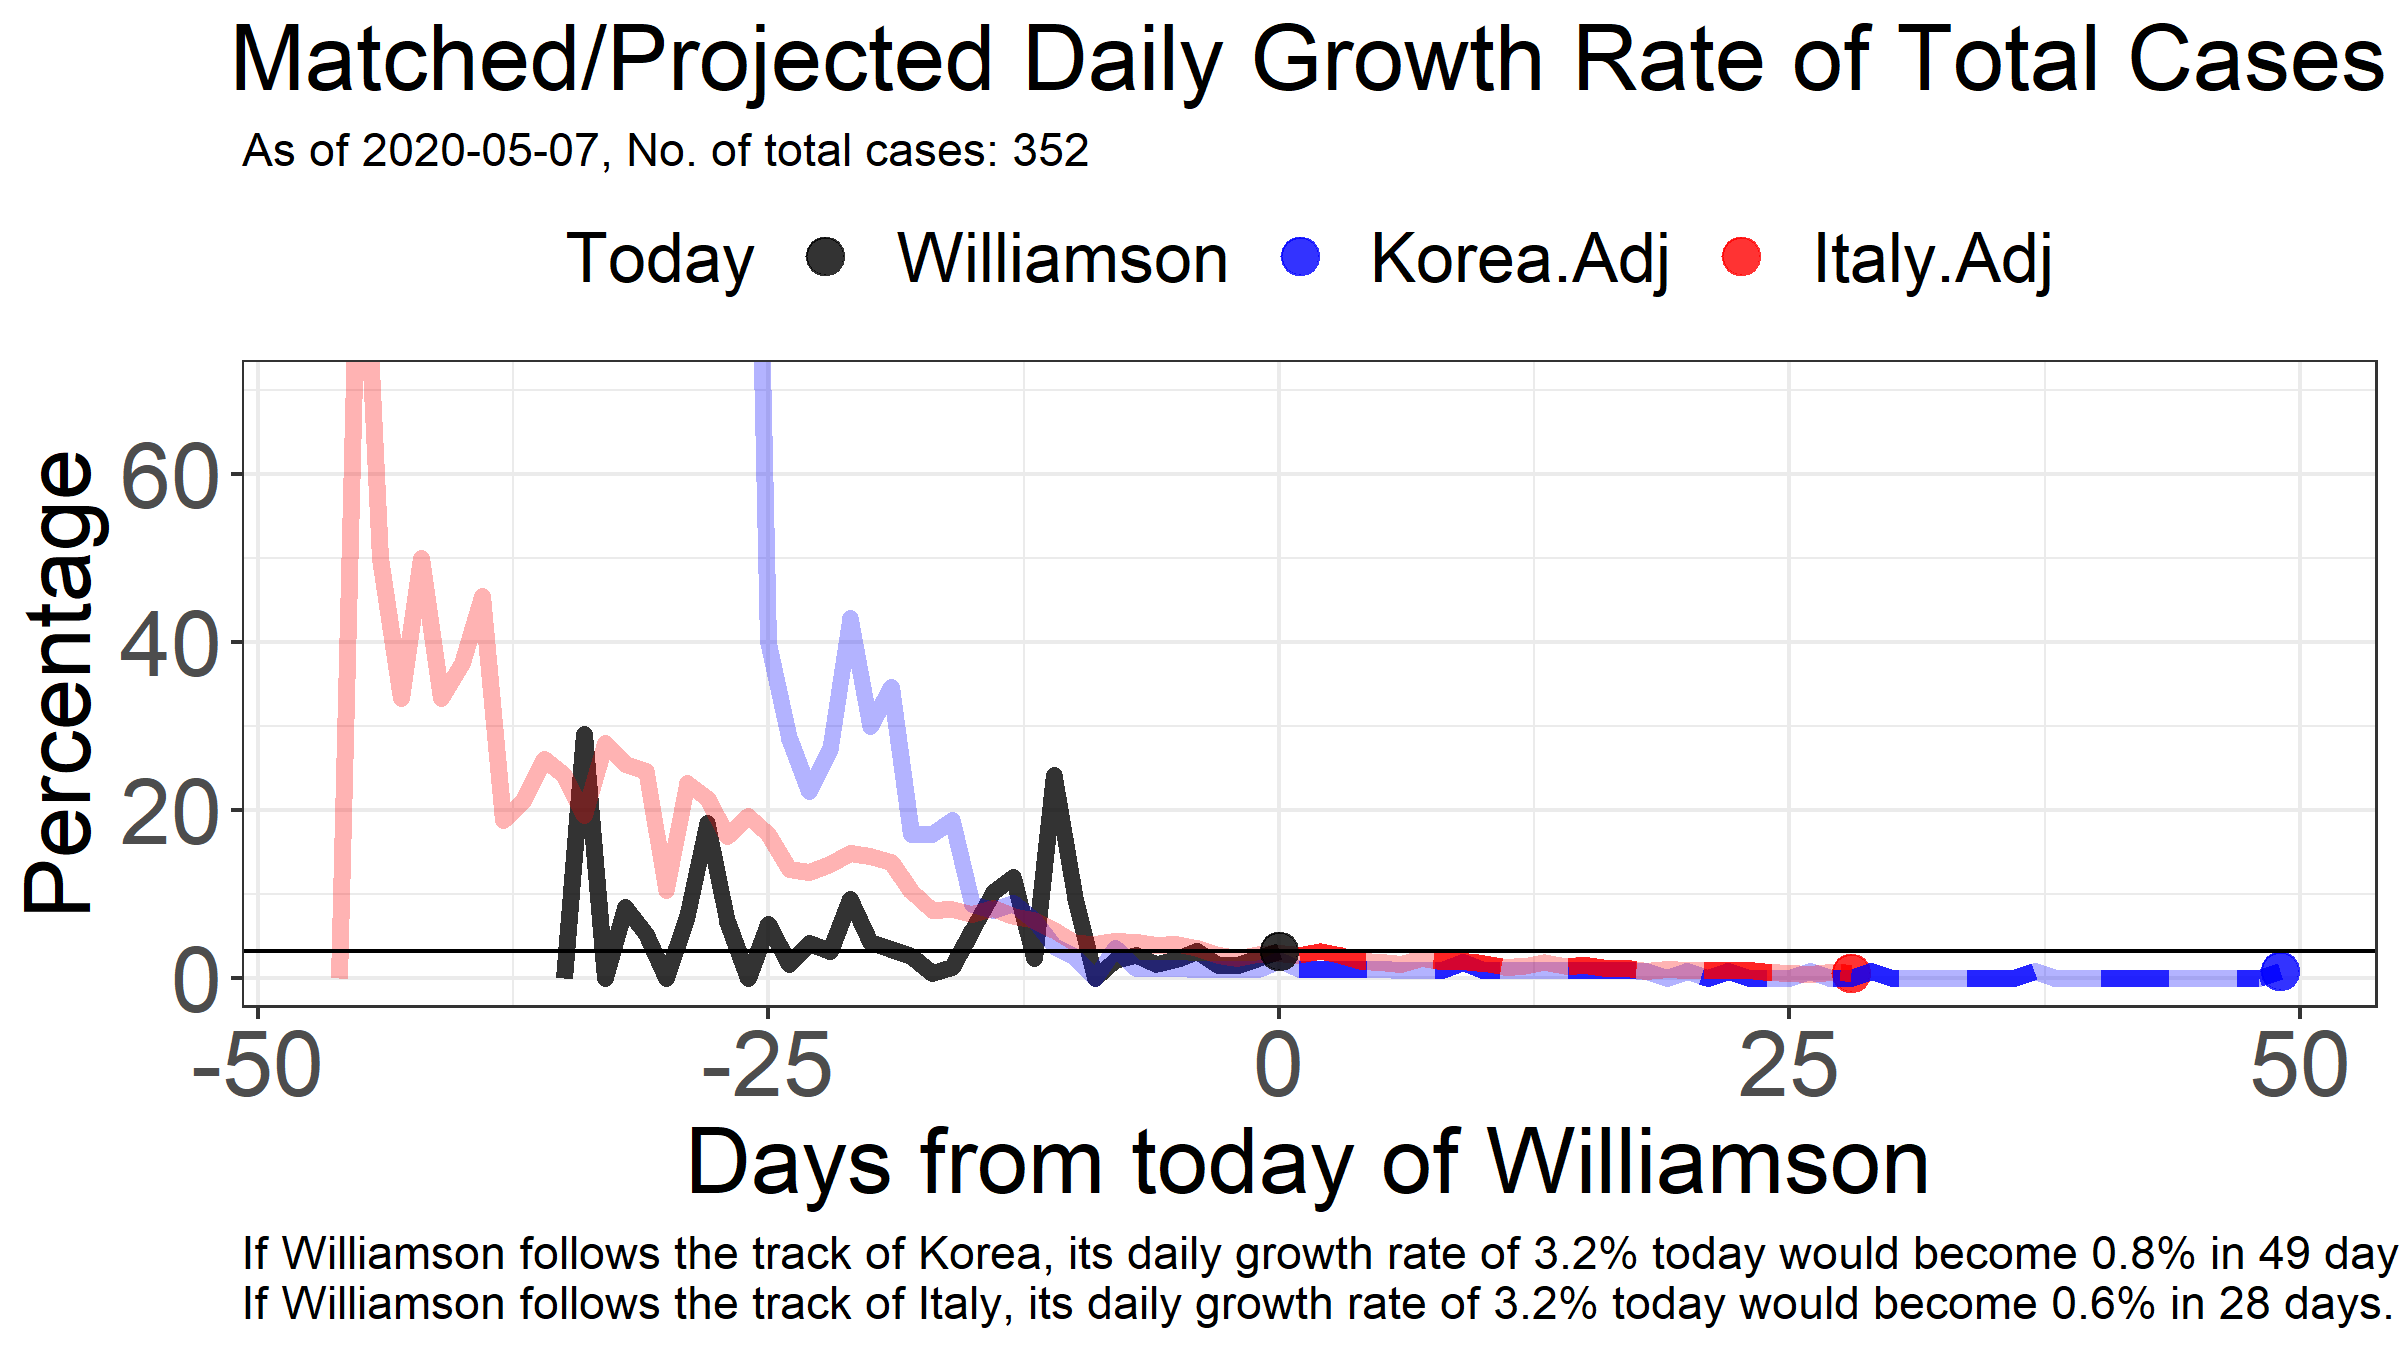 Matched/Projected Daily Growth Rate of Total Cases
As of 2020-05-07, No. of total cases: 352
Today Williamson Korea.Adj Italy.Adj
Percentage
60
40
20
0
-50 -25 0 25 50
Days from today of Williamson
If Williamson follows the track of Korea, its daily growth rate of 3.2% today would become 0.8% in 49 day
If Williamson follows the track of Italy, its daily growth rate of 3.2% today would become 0.6% in 28 days.